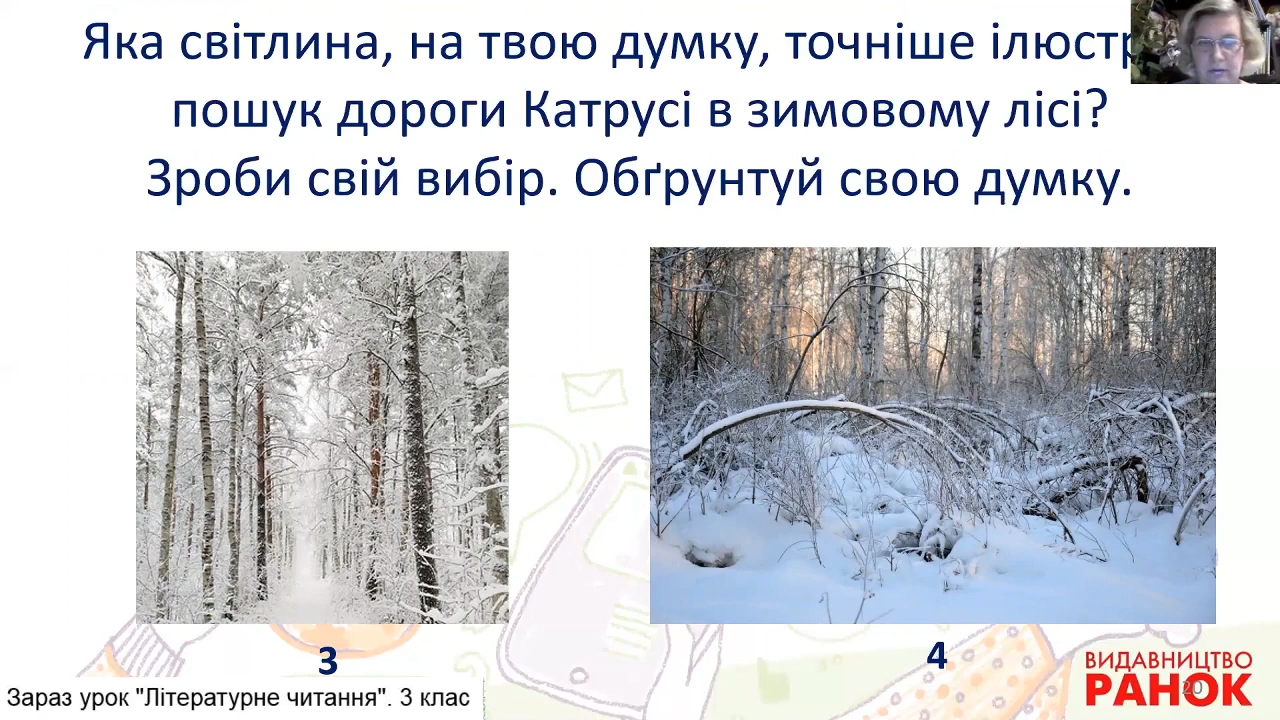 Яка світлина, на твою думку, точніше
пошук дороги Катрусі в зимовому лісі?
Зроби свій вибір. Обґрунтуй свою думку.
3
4
ВИДАВНИЦТВО
РАНОК
20
Зараз урок "Літературне читання". 3 клас